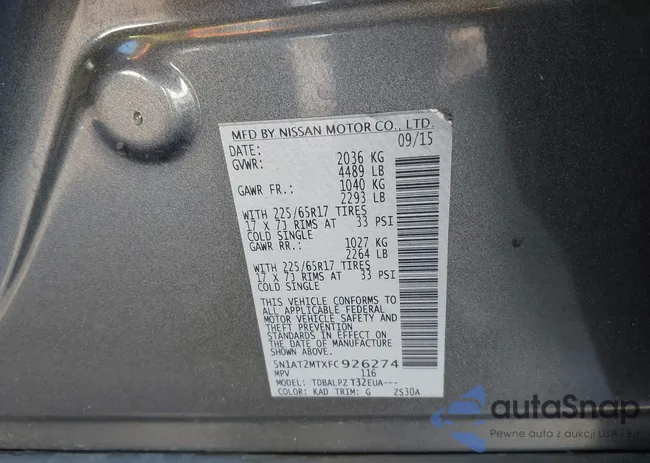 MFD BY NISSAN MOTOR CO., LTD.
DATE: 09/15
GVWR: 2036 KG
4489 LB
GAWR FR.: 1040 KG
2293 LB
WITH 225/65R17 TIRES
17 X 7J RIMS AT 33 PSI
COLD SINGLE
GAWR RR.: 1027 KG
2264 LB
WITH 225/65R17 TIRES
17 X 7J RIMS AT 33 PSI
COLD SINGLE
THIS VEHICLE CONFORMS TO
ALL APPLICABLE FEDERAL
MOTOR VEHICLE SAFETY AND
THEFT PREVENTION
STANDARDS IN EFFECT ON
THE DATE OF MANUFACTURE
SHOWN ABOVE.
5N1AT2MTXFC926274
MPV 116
MODEL: TDBALPZ T32EUA---
COLOR: KAD TRIM: G ZS30A
autaSnap
Pewne auto z aukcji USA i EU